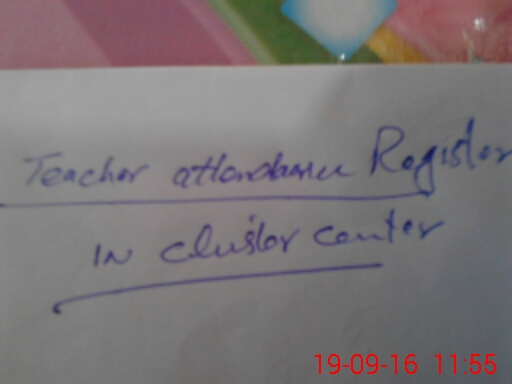 Teacher attendance Register
IN cluster center
19-09-16 11:55